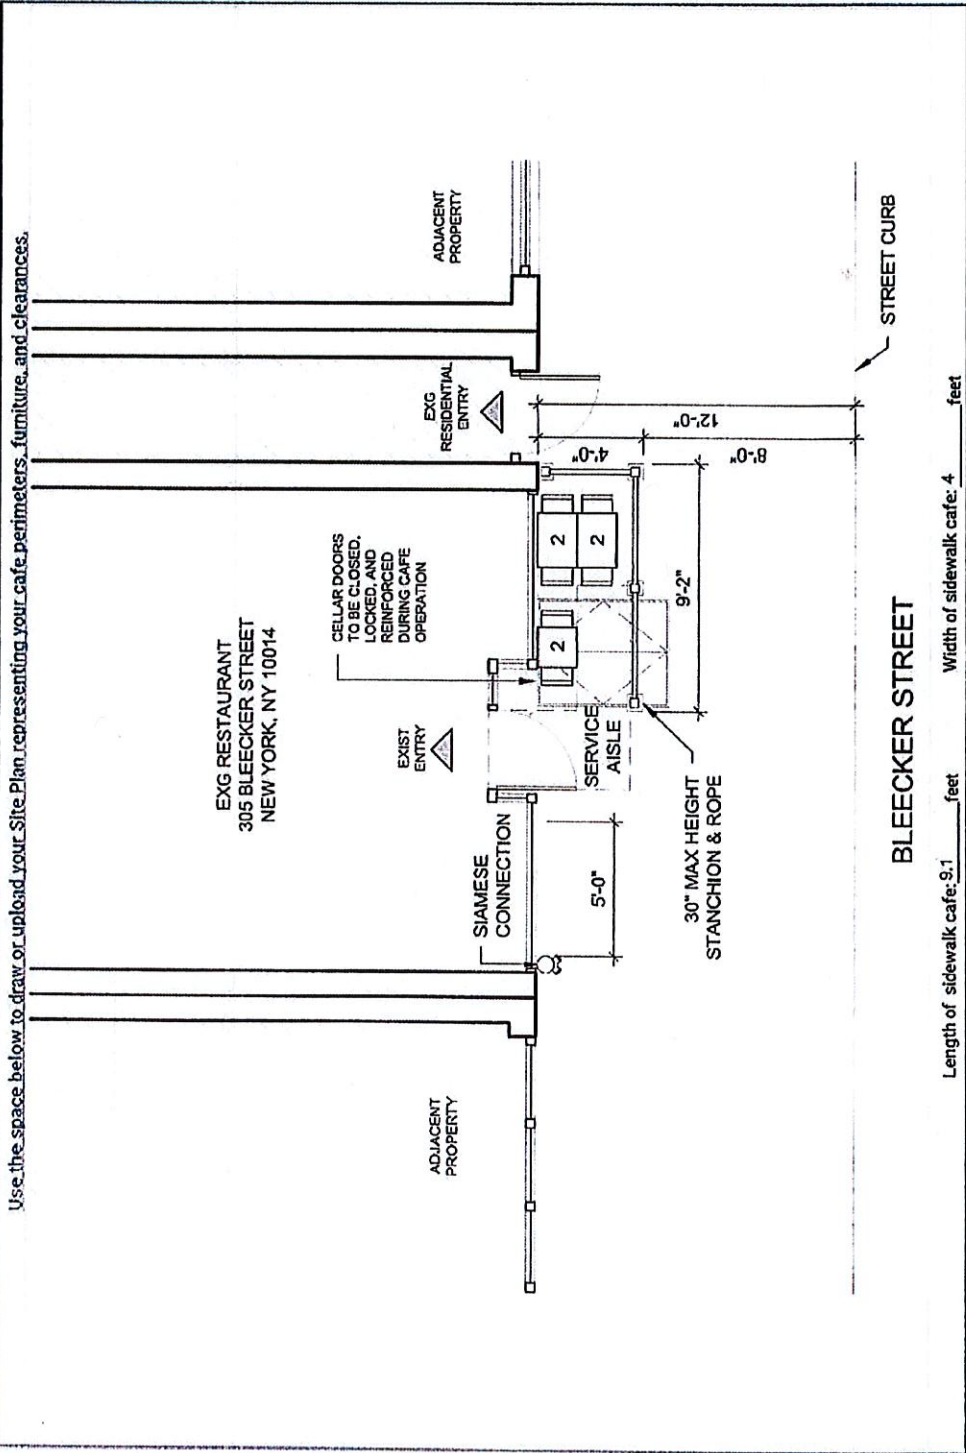 Use the space below to draw or upload your Site Plan representing your cafe perimeters, furniture, and clearances.
ADJACENT
PROPERTY
EXG RESTAURANT
305 BLEECKER STREET
NEW YORK, NY 10014
EXG
RESIDENTIAL
ENTRY
ADJACENT
PROPERTY
CELLAR DOORS
TO BE CLOSED,
LOCKED, AND
REINFORCED
DURING CAFE
OPERATION
EXIST
ENTRY
SIAMESE
CONNECTION
SERVICE
AISLE
2
2
2
4'-0"
12'-0"
8'-0"
5'-0"
9'-2"
30" MAX HEIGHT
STANCHION & ROPE
STREET CURB
BLEECKER STREET
Length of sidewalk cafe: 9.1 feet
Width of sidewalk cafe: 4 feet